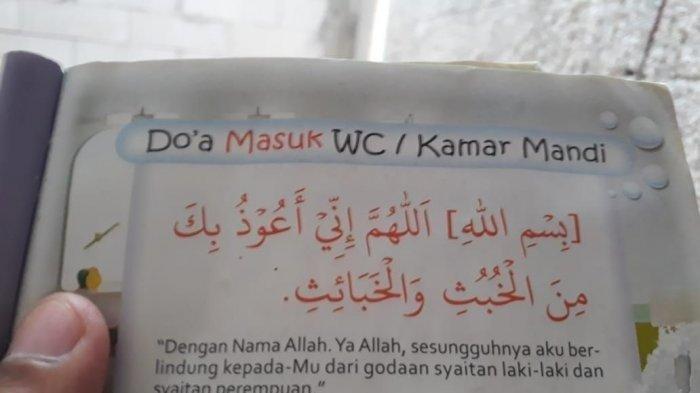 Do'a Masuk WC / Kamar Mandi
[بِسْمِ اللهِ] اَللّٰهُمَّ إِنِّيْ أَعُوْذُ بِكَ
مِنَ الْخُبُثِ وَالْخَبَائِثِ.
"Dengan Nama Allah. Ya Allah, sesungguhnya aku ber-
lindung kepada-Mu dari godaan syaitan laki-laki dan
syaitan perempuan."